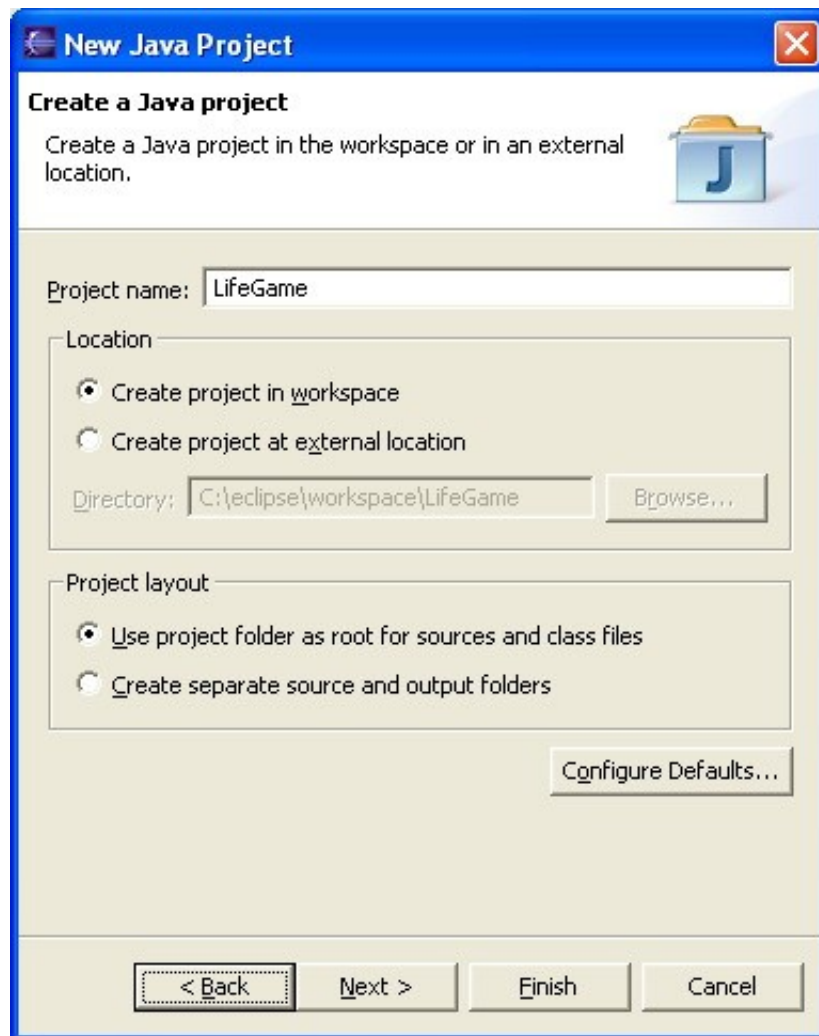 New Java Project
Create a Java project
Create a Java project in the workspace or in an external
location.
J
Project name: LifeGame
Location
Create project in workspace
Create project at external location
Directory: C:\eclipse\workspace\LifeGame Browse...
Project layout
Use project folder as root for sources and class files
Create separate source and output folders
Configure Defaults...
< Back Next > Finish Cancel